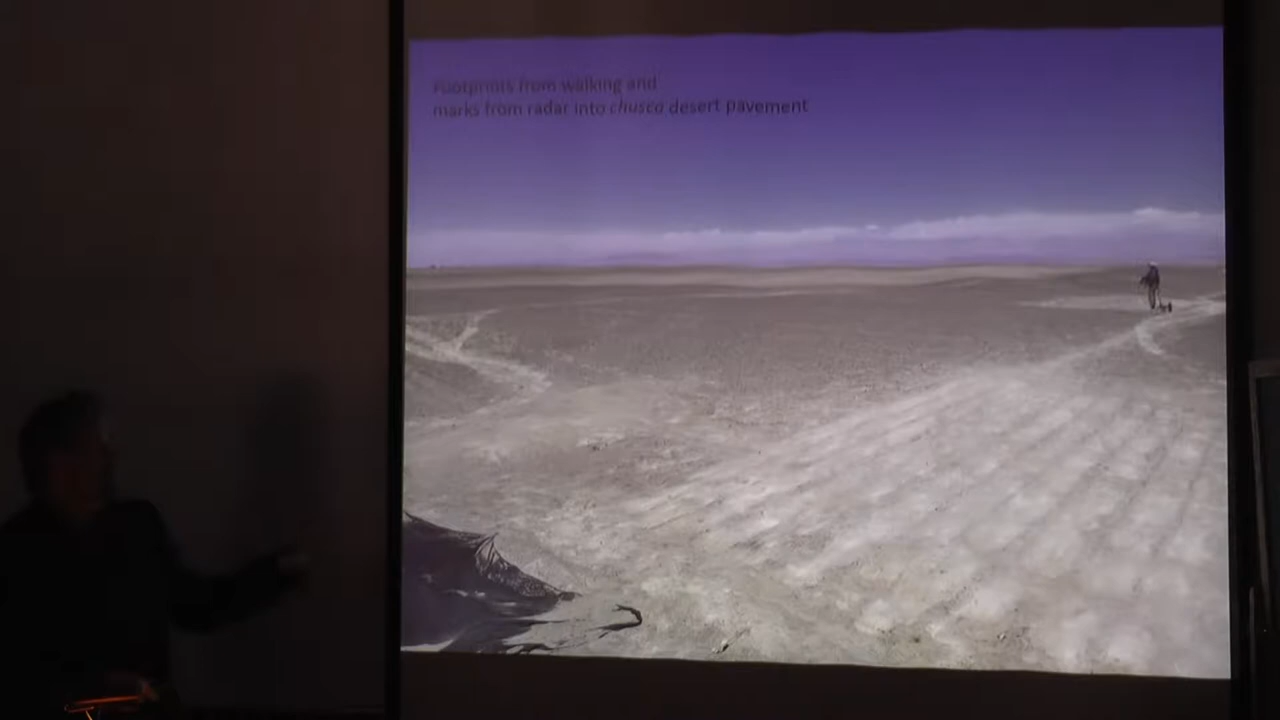 Footprints from walking and
marks from radar into chusca desert pavement